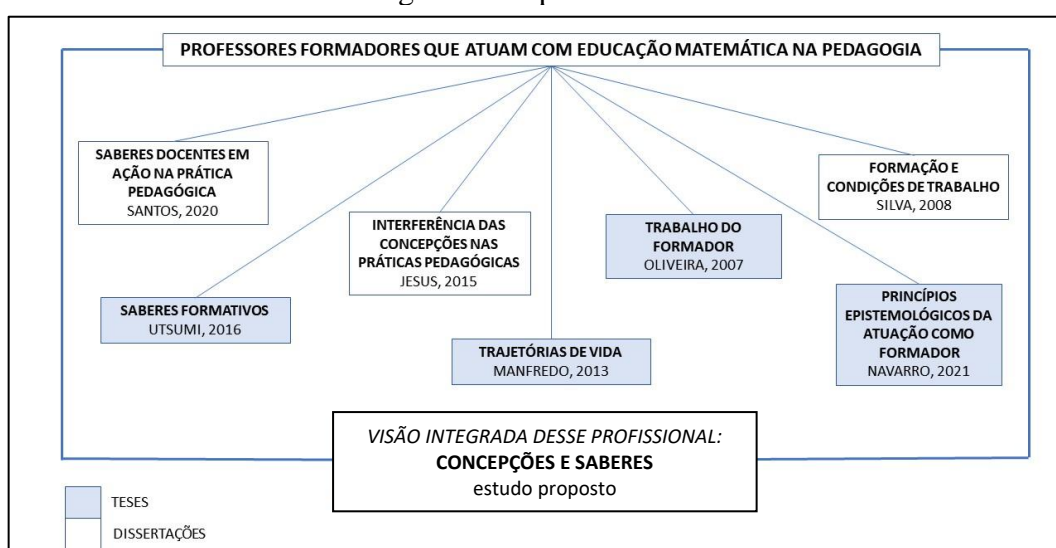 PROFESSORES FORMADORES QUE ATUAM COM EDUCAÇÃO MATEMÁTICA NA PEDAGOGIA
SABERES DOCENTES EM
AÇÃO NA PRÁTICA
PEDAGÓGICA
SANTOS, 2020
FORMAÇÃO E
CONDIÇÕES DE TRABALHO
SILVA, 2008
INTERFERÊNCIA DAS
CONCEPÇÕES NAS
PRÁTICAS PEDAGÓGICAS
JESUS, 2015
TRABALHO DO
FORMADOR
OLIVEIRA, 2007
SABERES FORMATIVOS
UTSUMI, 2016
PRINCÍPIOS
EPISTEMOLÓGICOS DA
ATUAÇÃO COMO
FORMADOR
NAVARRO, 2021
TRAJETÓRIAS DE VIDA
MANFREDO, 2013
VISÃO INTEGRADA DESSE PROFISSIONAL:
CONCEPÇÕES E SABERES
estudo proposto
TESES
DISSERTAÇÕES